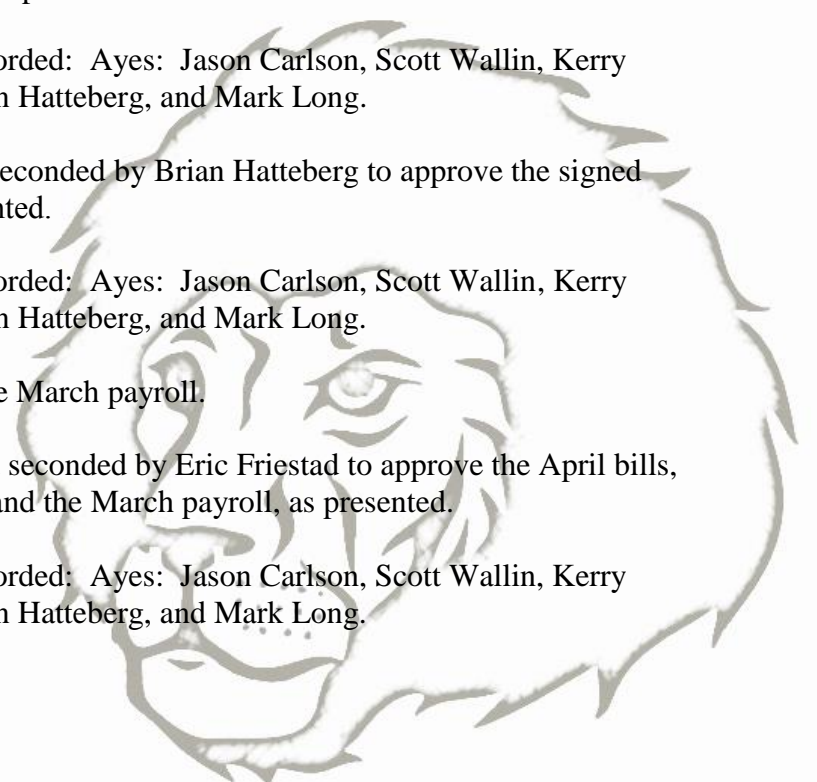 orded: Ayes: Jason Carlson, Scott Wallin, Kerry
n Hatteberg, and Mark Long.
econded by Brian Hatteberg to approve the signed
nted.
orded: Ayes: Jason Carlson, Scott Wallin, Kerry
n Hatteberg, and Mark Long.
e March payroll.
seconded by Eric Friestad to approve the April bills,
and the March payroll, as presented.
orded: Ayes: Jason Carlson, Scott Wallin, Kerry
n Hatteberg, and Mark Long.